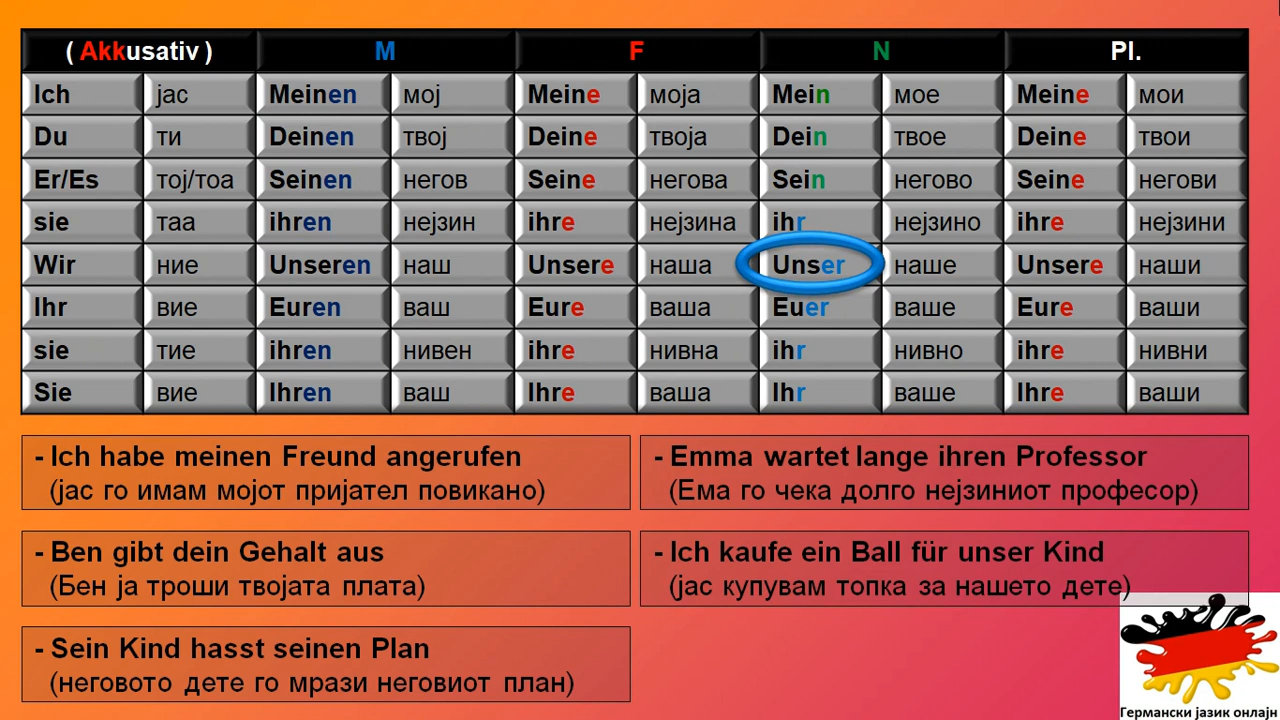 ( Akkusativ ) M F N Pl.
Ich јас Meinen мој Meine моја Mein мое Meine мои
Du ти Deinen твој Deine твоја Dein твое Deine твои
Er/Es тој/тоа Seinen негов Seine негова Sein негово Seine негови
sie таа ihren нејзин ihre нејзина ihr нејзино ihre нејзини
Wir ние Unseren наш Unsere наша Unser наше Unsere наши
Ihr вие Euren ваш Eure ваша Euer ваше Eure ваши
sie тие ihren нивен ihre нивна ihr нивно ihre нивни
Sie вие Ihren ваш Ihre ваша Ihr ваше Ihre ваши
- Ich habe meinen Freund angerufen
(јас го имам мојот пријател повикано)
- Emma wartet lange ihren Professor
(Ема го чека долго нејзиниот професор)
- Ben gibt dein Gehalt aus
(Бен ја троши твојата плата)
- Ich kaufe ein Ball für unser Kind
(јас купувам топка за нашето дете)
- Sein Kind hasst seinen Plan
(неговото дете го мрази неговиот план)
Германски јазик онлајн